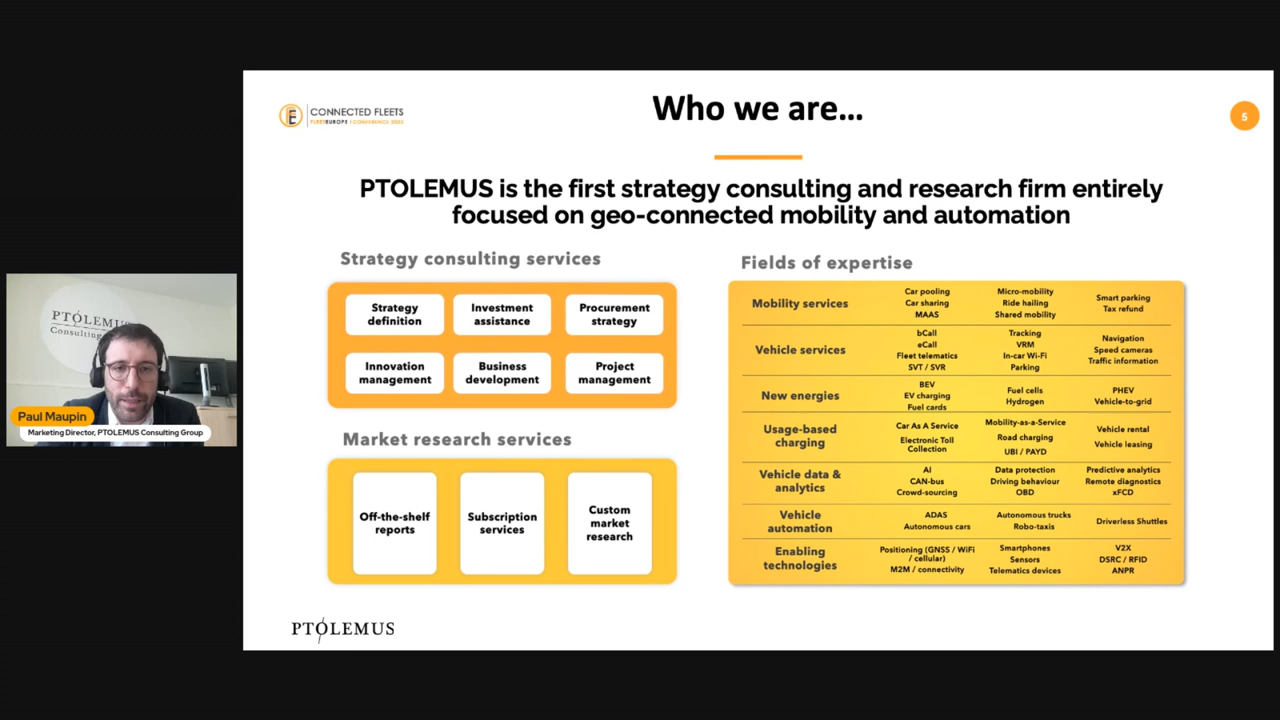 CONNECTED FLEETS
FLEETEUROPE | CONFERENCE 2023
Who we are...
5
PTOLEMUS is the first strategy consulting and research firm entirely
focused on geo-connected mobility and automation
Strategy consulting services
Strategy
definition
Investment
assistance
Procurement
strategy
Innovation
management
Business
development
Project
management
Market research services
Off-the-shelf
reports
Subscription
services
Custom
market
research
Fields of expertise
Mobility services
Car pooling
Car sharing
MAAS
Micro-mobility
Ride hailing
Shared mobility
Smart parking
Tax refund
Vehicle services
bCall
eCall
Fleet telematics
SVT / SVR
Tracking
VRM
In-car Wi-Fi
Parking
Navigation
Speed cameras
Traffic information
New energies
BEV
EV charging
Fuel cards
Fuel cells
Hydrogen
PHEV
Vehicle-to-grid
Usage-based
charging
Car As A Service
Electronic Toll
Collection
Mobility-as-a-Service
Road charging
UBI / PAYD
Vehicle rental
Vehicle leasing
Vehicle data &
analytics
AI
CAN-bus
Crowd-sourcing
Data protection
Driving behaviour
OBD
Predictive analytics
Remote diagnostics
xFCD
Vehicle
automation
ADAS
Autonomous cars
Autonomous trucks
Robo-taxis
Driverless Shuttles
Enabling
technologies
Positioning (GNSS / WiFi
/ cellular)
M2M / connectivity
Smartphones
Sensors
Telematics devices
V2X
DSRC / RFID
ANPR
PTOLEMUS
PTOLEMUS
Consulting
Paul Maupin
Marketing Director, PTOLEMUS Consulting Group